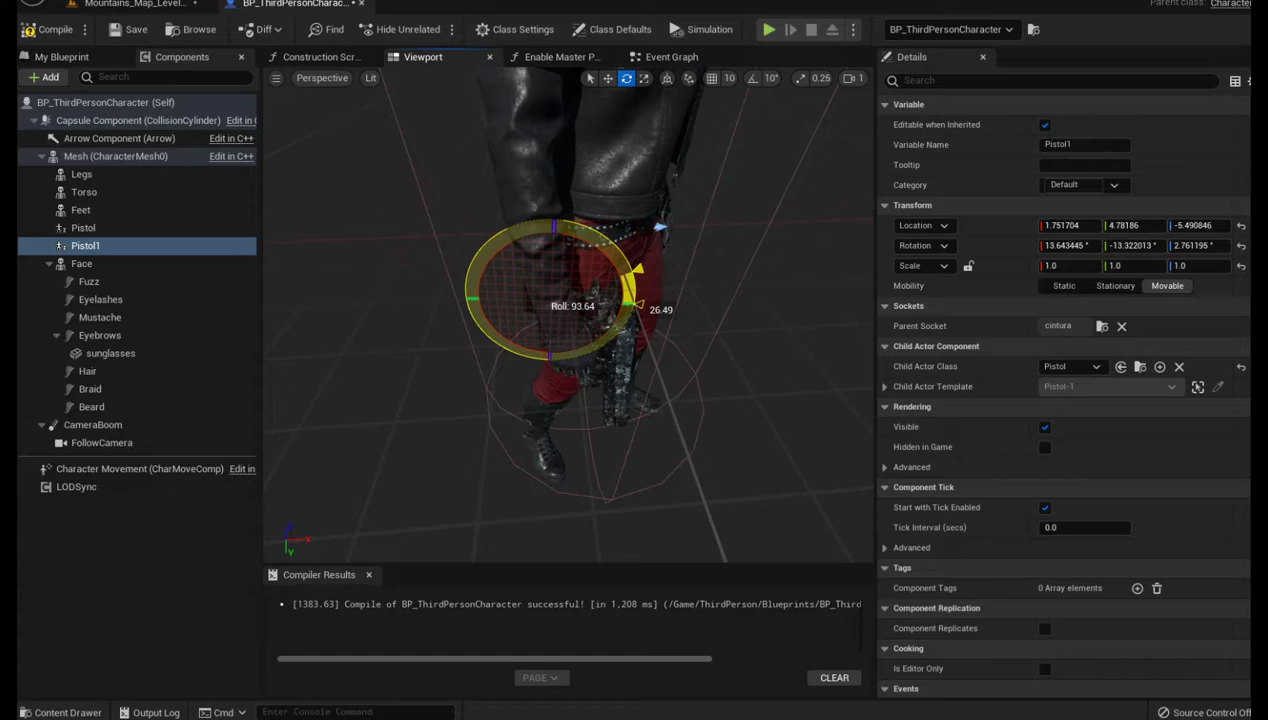 Mountains_Map_Level...
BP_ThirdPersonCharac...
Parent class: Character
Compile
Save
Browse
Diff
Find
Hide Unrelated
Class Settings
Class Defaults
Simulation
BP_ThirdPersonCharacter
My Blueprint
Components
Construction Scr...
Viewport
Enable Master P...
Event Graph
Details
Add
Search
Perspective
Lit
10
10°
0.25
1
Search
BP_ThirdPersonCharacter (Self)
Capsule Component (CollisionCylinder)
Edit in C
Arrow Component (Arrow)
Edit in C++
Mesh (CharacterMesh0)
Edit in C++
Legs
Torso
Feet
Pistol
Pistol1
Face
Fuzz
Eyelashes
Mustache
Eyebrows
sunglasses
Hair
Braid
Beard
CameraBoom
FollowCamera
Character Movement (CharMoveComp)
Edit in
LODSync
Roll: 93.64
26.49
X
Y
Z
Variable
Editable when Inherited
Variable Name
Pistol1
Tooltip
Category
Default
Transform
Location
1.751704
4.78186
-5.490846
Rotation
13.643445 °
-13.322013 °
2.761195 °
Scale
1.0
1.0
1.0
Mobility
Static
Stationary
Movable
Sockets
Parent Socket
cintura
Child Actor Component
Child Actor Class
Pistol
Child Actor Template
Pistol-1
Rendering
Visible
Hidden in Game
Advanced
Component Tick
Start with Tick Enabled
Tick Interval (secs)
0.0
Advanced
Tags
Component Tags
0 Array elements
Component Replication
Component Replicates
Cooking
Is Editor Only
Events
Compiler Results
[1383.63] Compile of BP_ThirdPersonCharacter successful! [in 1,208 ms] (/Game/ThirdPerson/Blueprints/BP_Third
PAGE
CLEAR
Content Drawer
Output Log
Cmd
Enter Console Command
Source Control Off